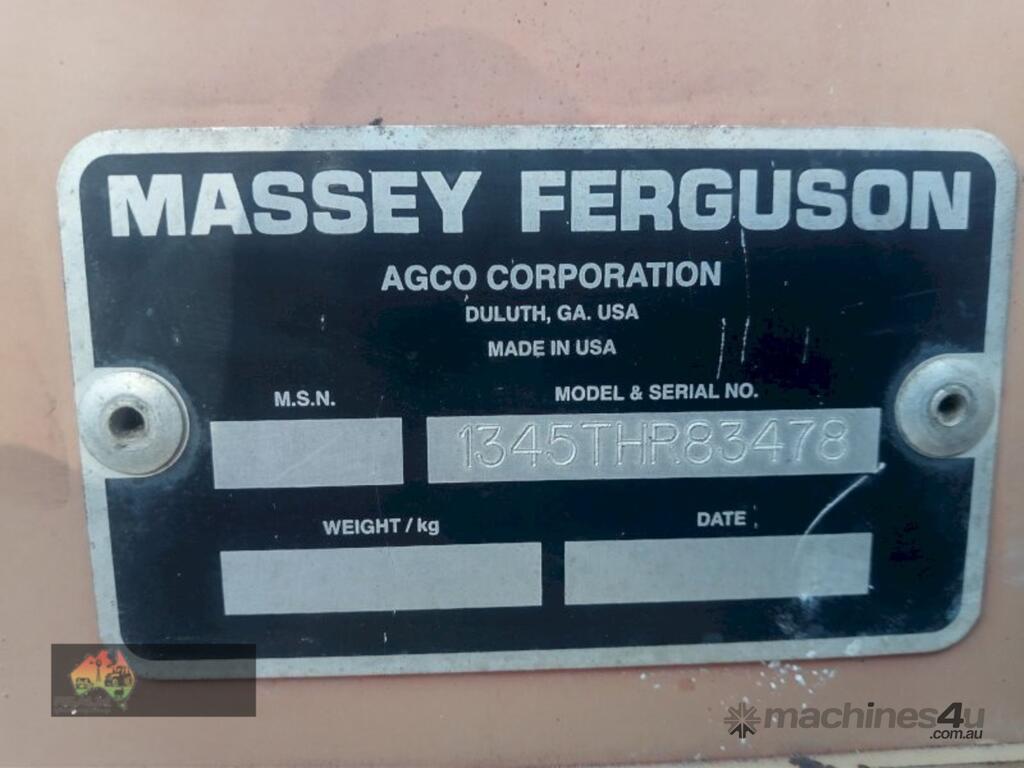 MASSEY FERGUSON
AGCO CORPORATION
DULUTH, GA. USA
MADE IN USA
M.S.N.
MODEL & SERIAL NO.
1345THR83478
WEIGHT / kg
DATE
machines4u
.com.au